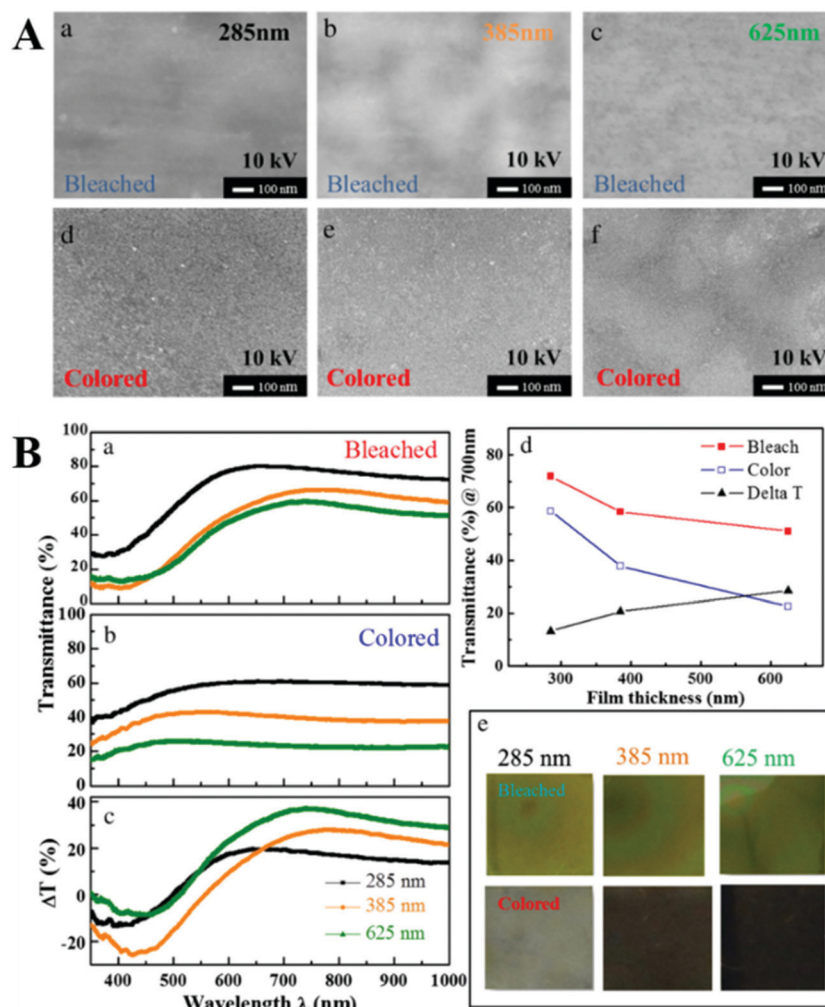 A
a
285nm
10 kV
Bleached
100 nm
b
385nm
10 kV
Bleached
100 nm
c
625nm
10 kV
Bleached
100 nm
d
10 kV
Colored
100 nm
e
10 kV
Colored
100 nm
f
10 kV
Colored
100 nm
B
Transmittance (%)
a
Bleached
100
80
60
40
20
0
b
Colored
100
80
60
40
20
0
ΔT (%)
c
40
20
0
-20
285 nm
385 nm
625 nm
400 500 600 700 800 900 1000
Wavelength λ (nm)
d
Transmittance (%) @ 700nm
80
60
40
20
0
Bleach
Color
Delta T
300 400 500 600
Film thickness (nm)
e
285 nm 385 nm 625 nm
Bleached
Colored